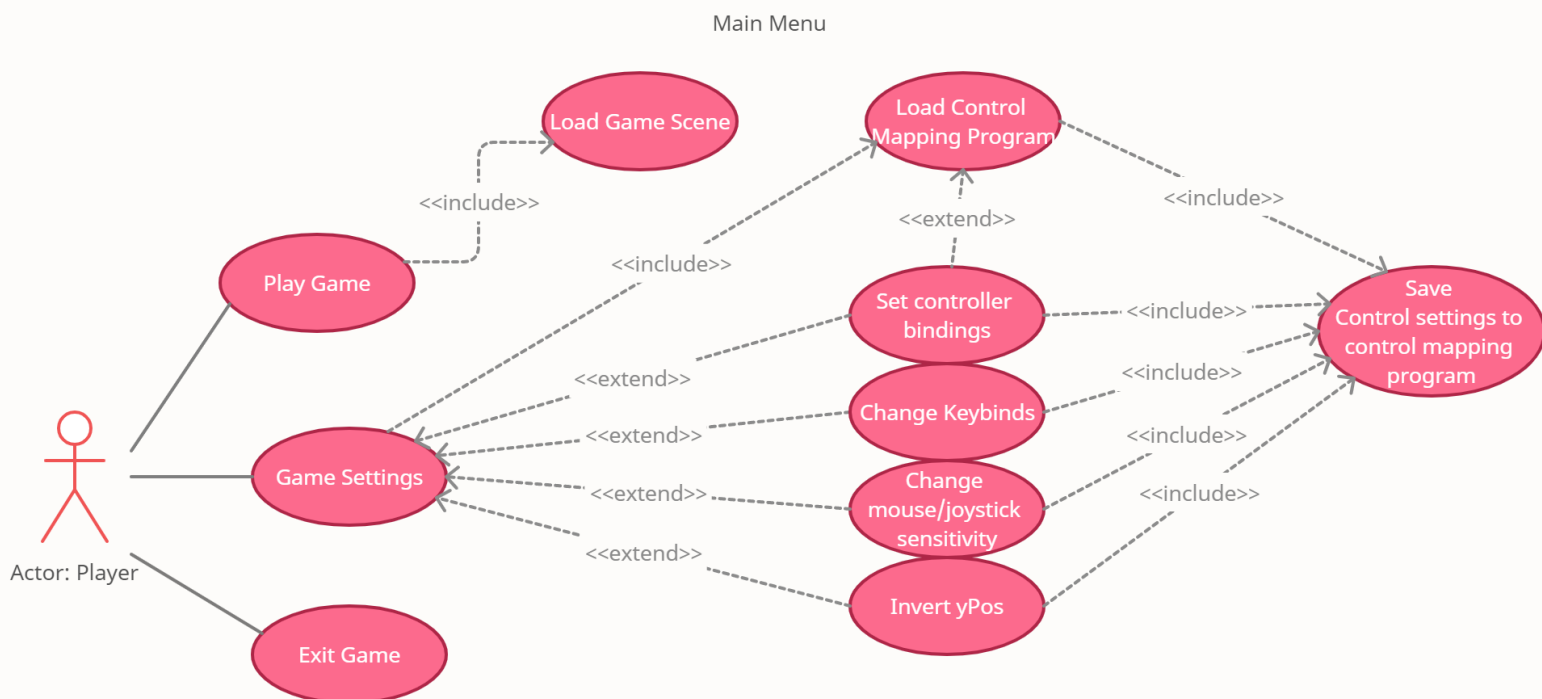 Main Menu
Load Game Scene
Load Control
Mapping Program
<<include>>
<<include>>
<<extend>>
<<include>>
Play Game
Set controller
bindings
<<include>>
Save
Control settings to
control mapping
program
<<extend>>
<<include>>
Change Keybinds
<<extend>>
<<include>>
Game Settings
Change
mouse/joystick
sensitivity
<<extend>>
<<include>>
<<extend>>
Actor: Player
Invert yPos
Exit Game